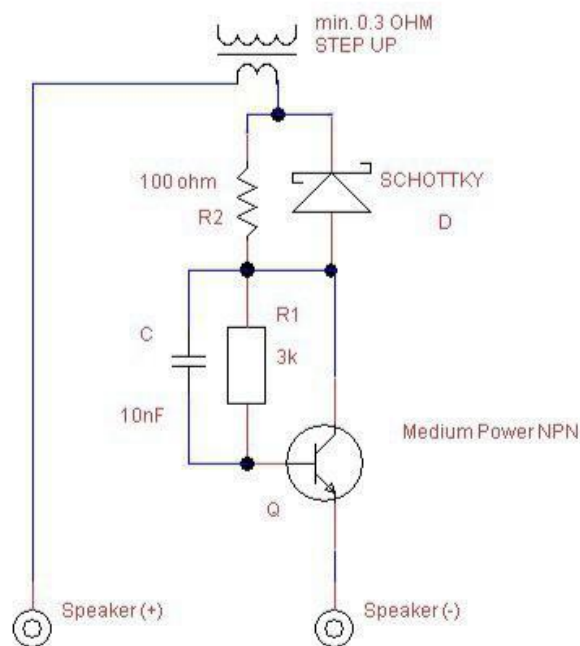 min. 0.3 OHM
STEP UP
100 ohm
R2
SCHOTTKY
D
R1
C
3k
10nF
Medium Power NPN
Q
Speaker (+)
Speaker (-)